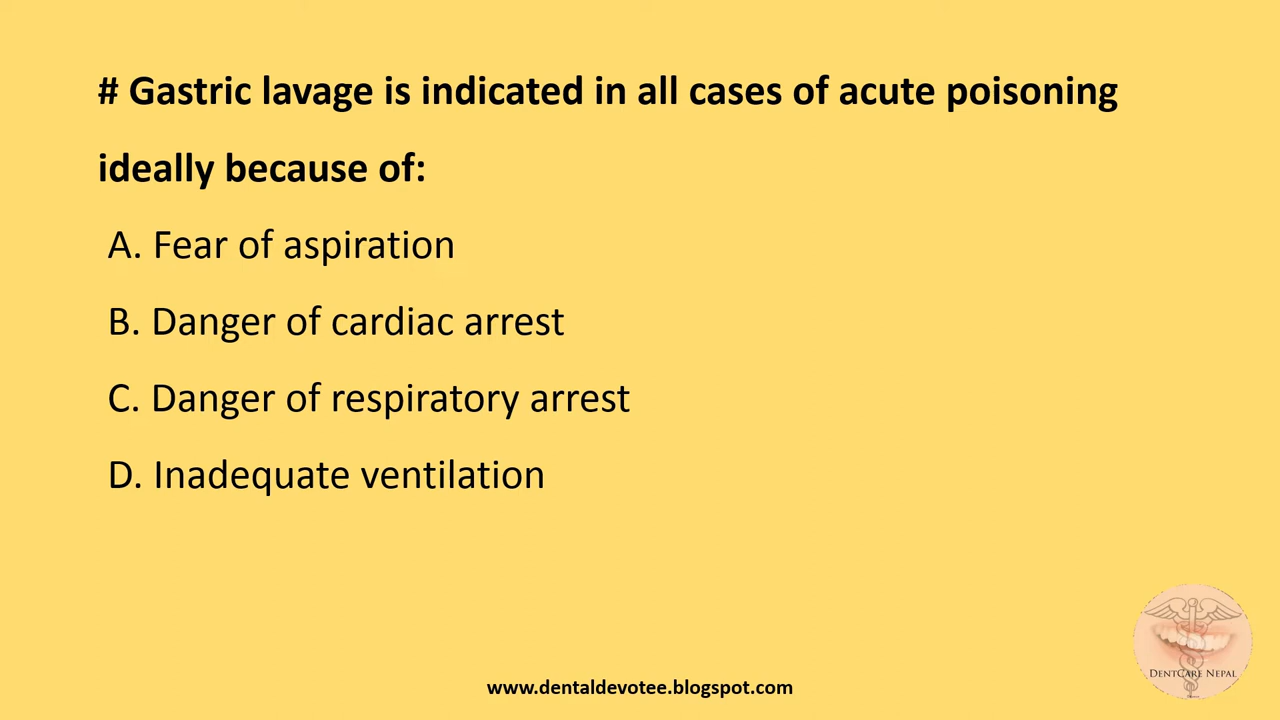 # Gastric lavage is indicated in all cases of acute poisoning
ideally because of:
A. Fear of aspiration
B. Danger of cardiac arrest
C. Danger of respiratory arrest
D. Inadequate ventilation
DENTCARE NEPAL
www.dentaldevotee.blogspot.com